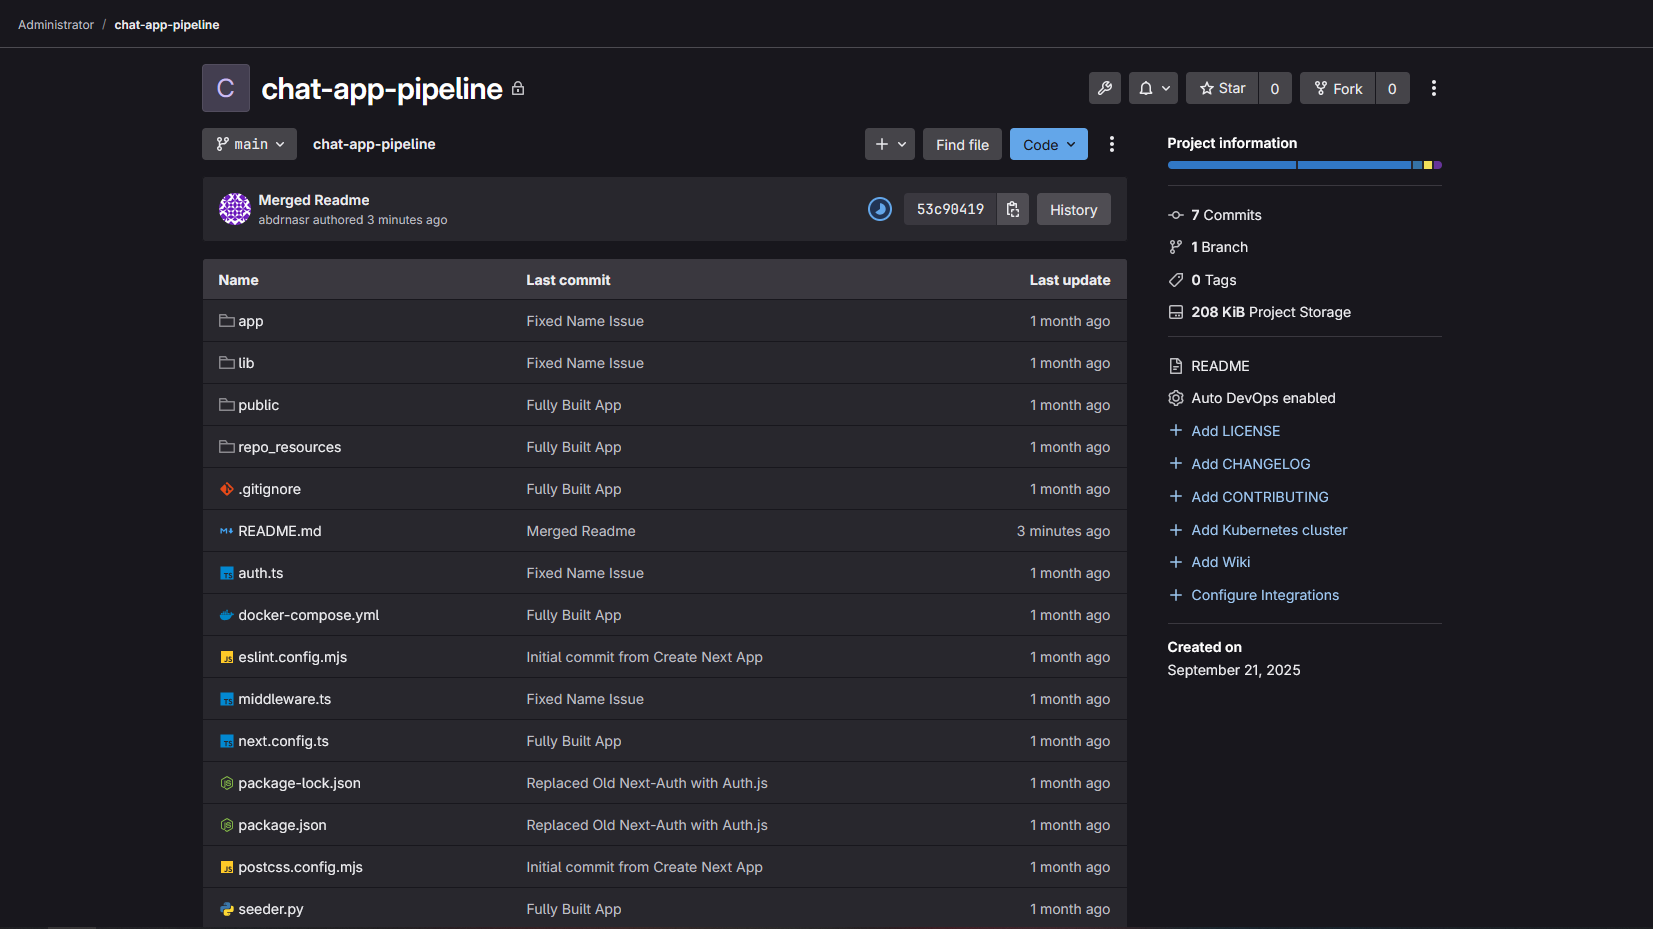 Administrator / chat-app-pipeline
C chat-app-pipeline
Star 0 Fork 0
main chat-app-pipeline Find file Code
Merged Readme
abdrnasr authored 3 minutes ago
53c90419 History
Name Last commit Last update
app Fixed Name Issue 1 month ago
lib Fixed Name Issue 1 month ago
public Fully Built App 1 month ago
repo_resources Fully Built App 1 month ago
.gitignore Fully Built App 1 month ago
README.md Merged Readme 3 minutes ago
auth.ts Fixed Name Issue 1 month ago
docker-compose.yml Fully Built App 1 month ago
eslint.config.mjs Initial commit from Create Next App 1 month ago
middleware.ts Fixed Name Issue 1 month ago
next.config.ts Fully Built App 1 month ago
package-lock.json Replaced Old Next-Auth with Auth.js 1 month ago
package.json Replaced Old Next-Auth with Auth.js 1 month ago
postcss.config.mjs Initial commit from Create Next App 1 month ago
seeder.py Fully Built App 1 month ago
Project information
7 Commits
1 Branch
0 Tags
208 KiB Project Storage
README
Auto DevOps enabled
Add LICENSE
Add CHANGELOG
Add CONTRIBUTING
Add Kubernetes cluster
Add Wiki
Configure Integrations
Created on
September 21, 2025